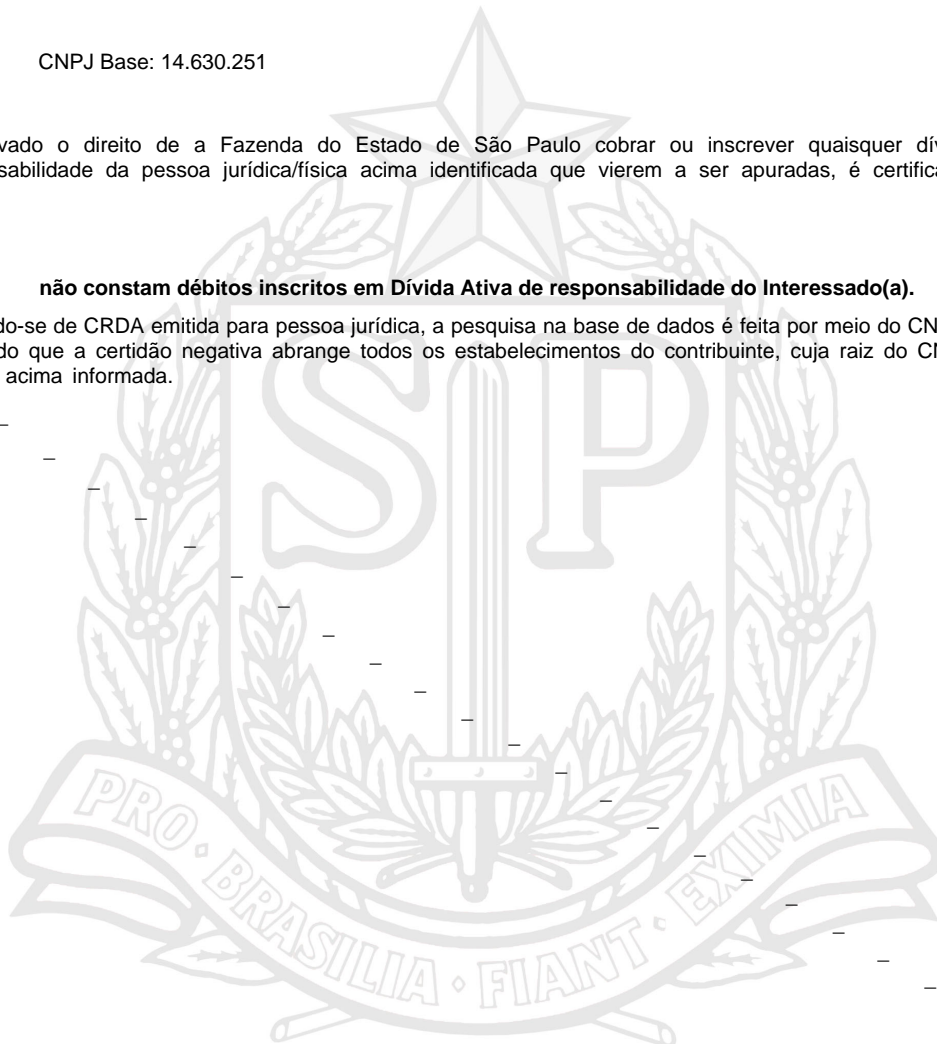 CNPJ Base: 14.630.251
vado o direito de a Fazenda do Estado de São Paulo cobrar ou inscrever quaisquer dív
sabilidade da pessoa jurídica/física acima identificada que vierem a ser apuradas, é certifica
não constam débitos inscritos em Dívida Ativa de responsabilidade do Interessado(a).
do-se de CRDA emitida para pessoa jurídica, a pesquisa na base de dados é feita por meio do CN
do que a certidão negativa abrange todos os estabelecimentos do contribuinte, cuja raiz do CN
acima informada.
SP
PRO · BRASILIA · FIANT · EXIMIA